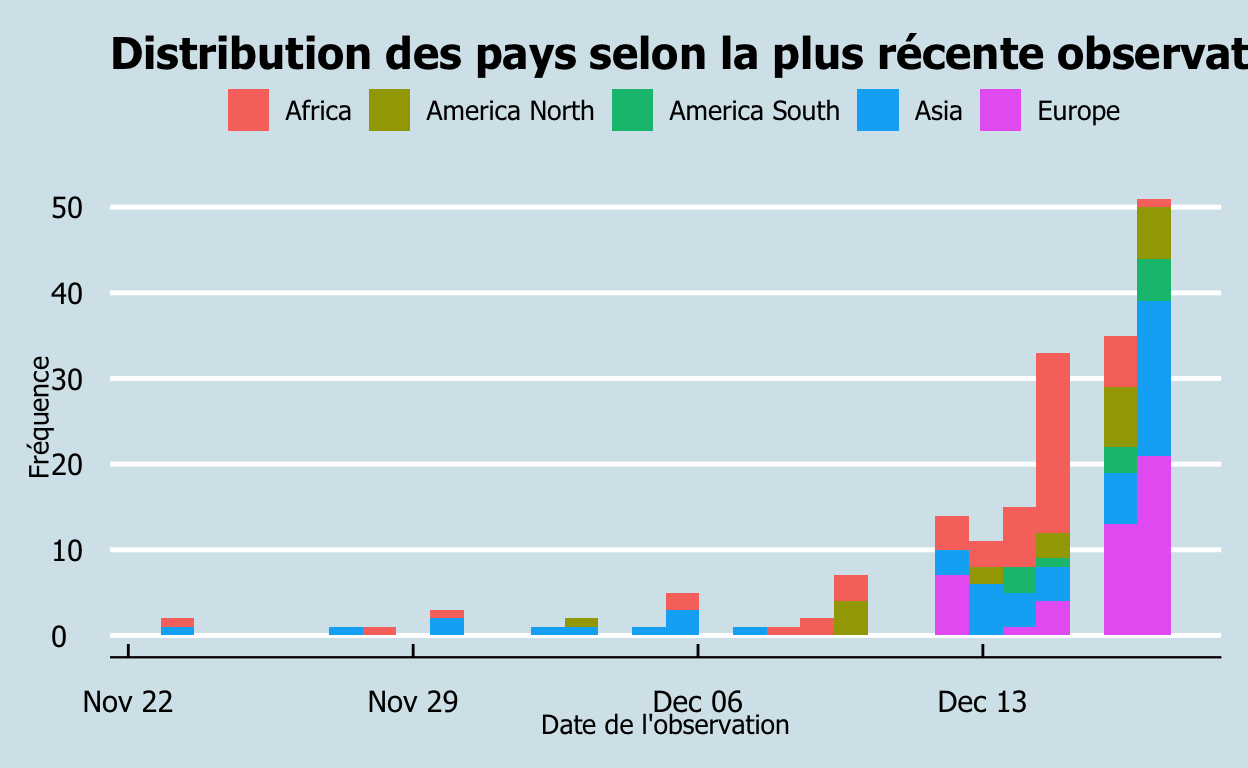 Distribution des pays selon la plus récente observat
Africa America North America South Asia Europe
50
40
30
20
10
0
Fréquence
Nov 22 Nov 29 Dec 06 Dec 13
Date de l'observation